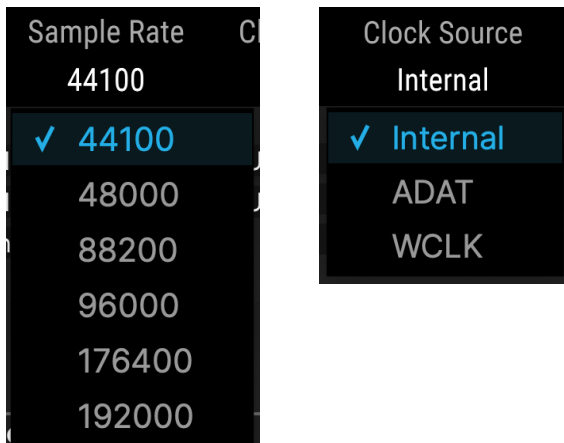 Sample Rate
44100
44100
48000
88200
96000
176400
192000
Clock Source
Internal
Internal
ADAT
WCLK